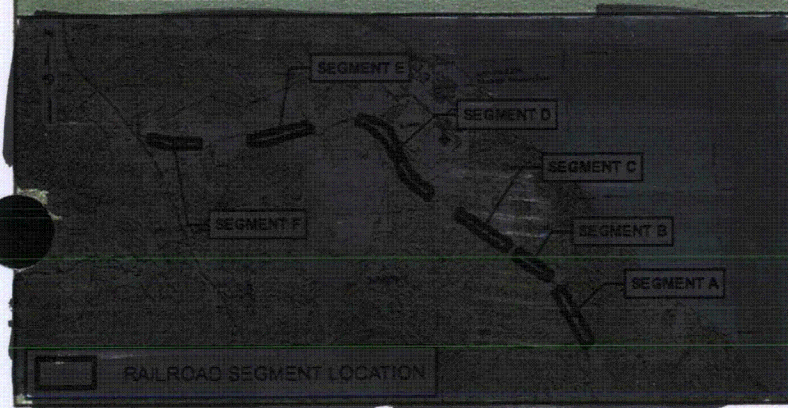 SEGMENT E
SEGMENT D
SEGMENT C
SEGMENT F
SEGMENT B
SEGMENT A
RAILROAD SEGMENT LOCATION